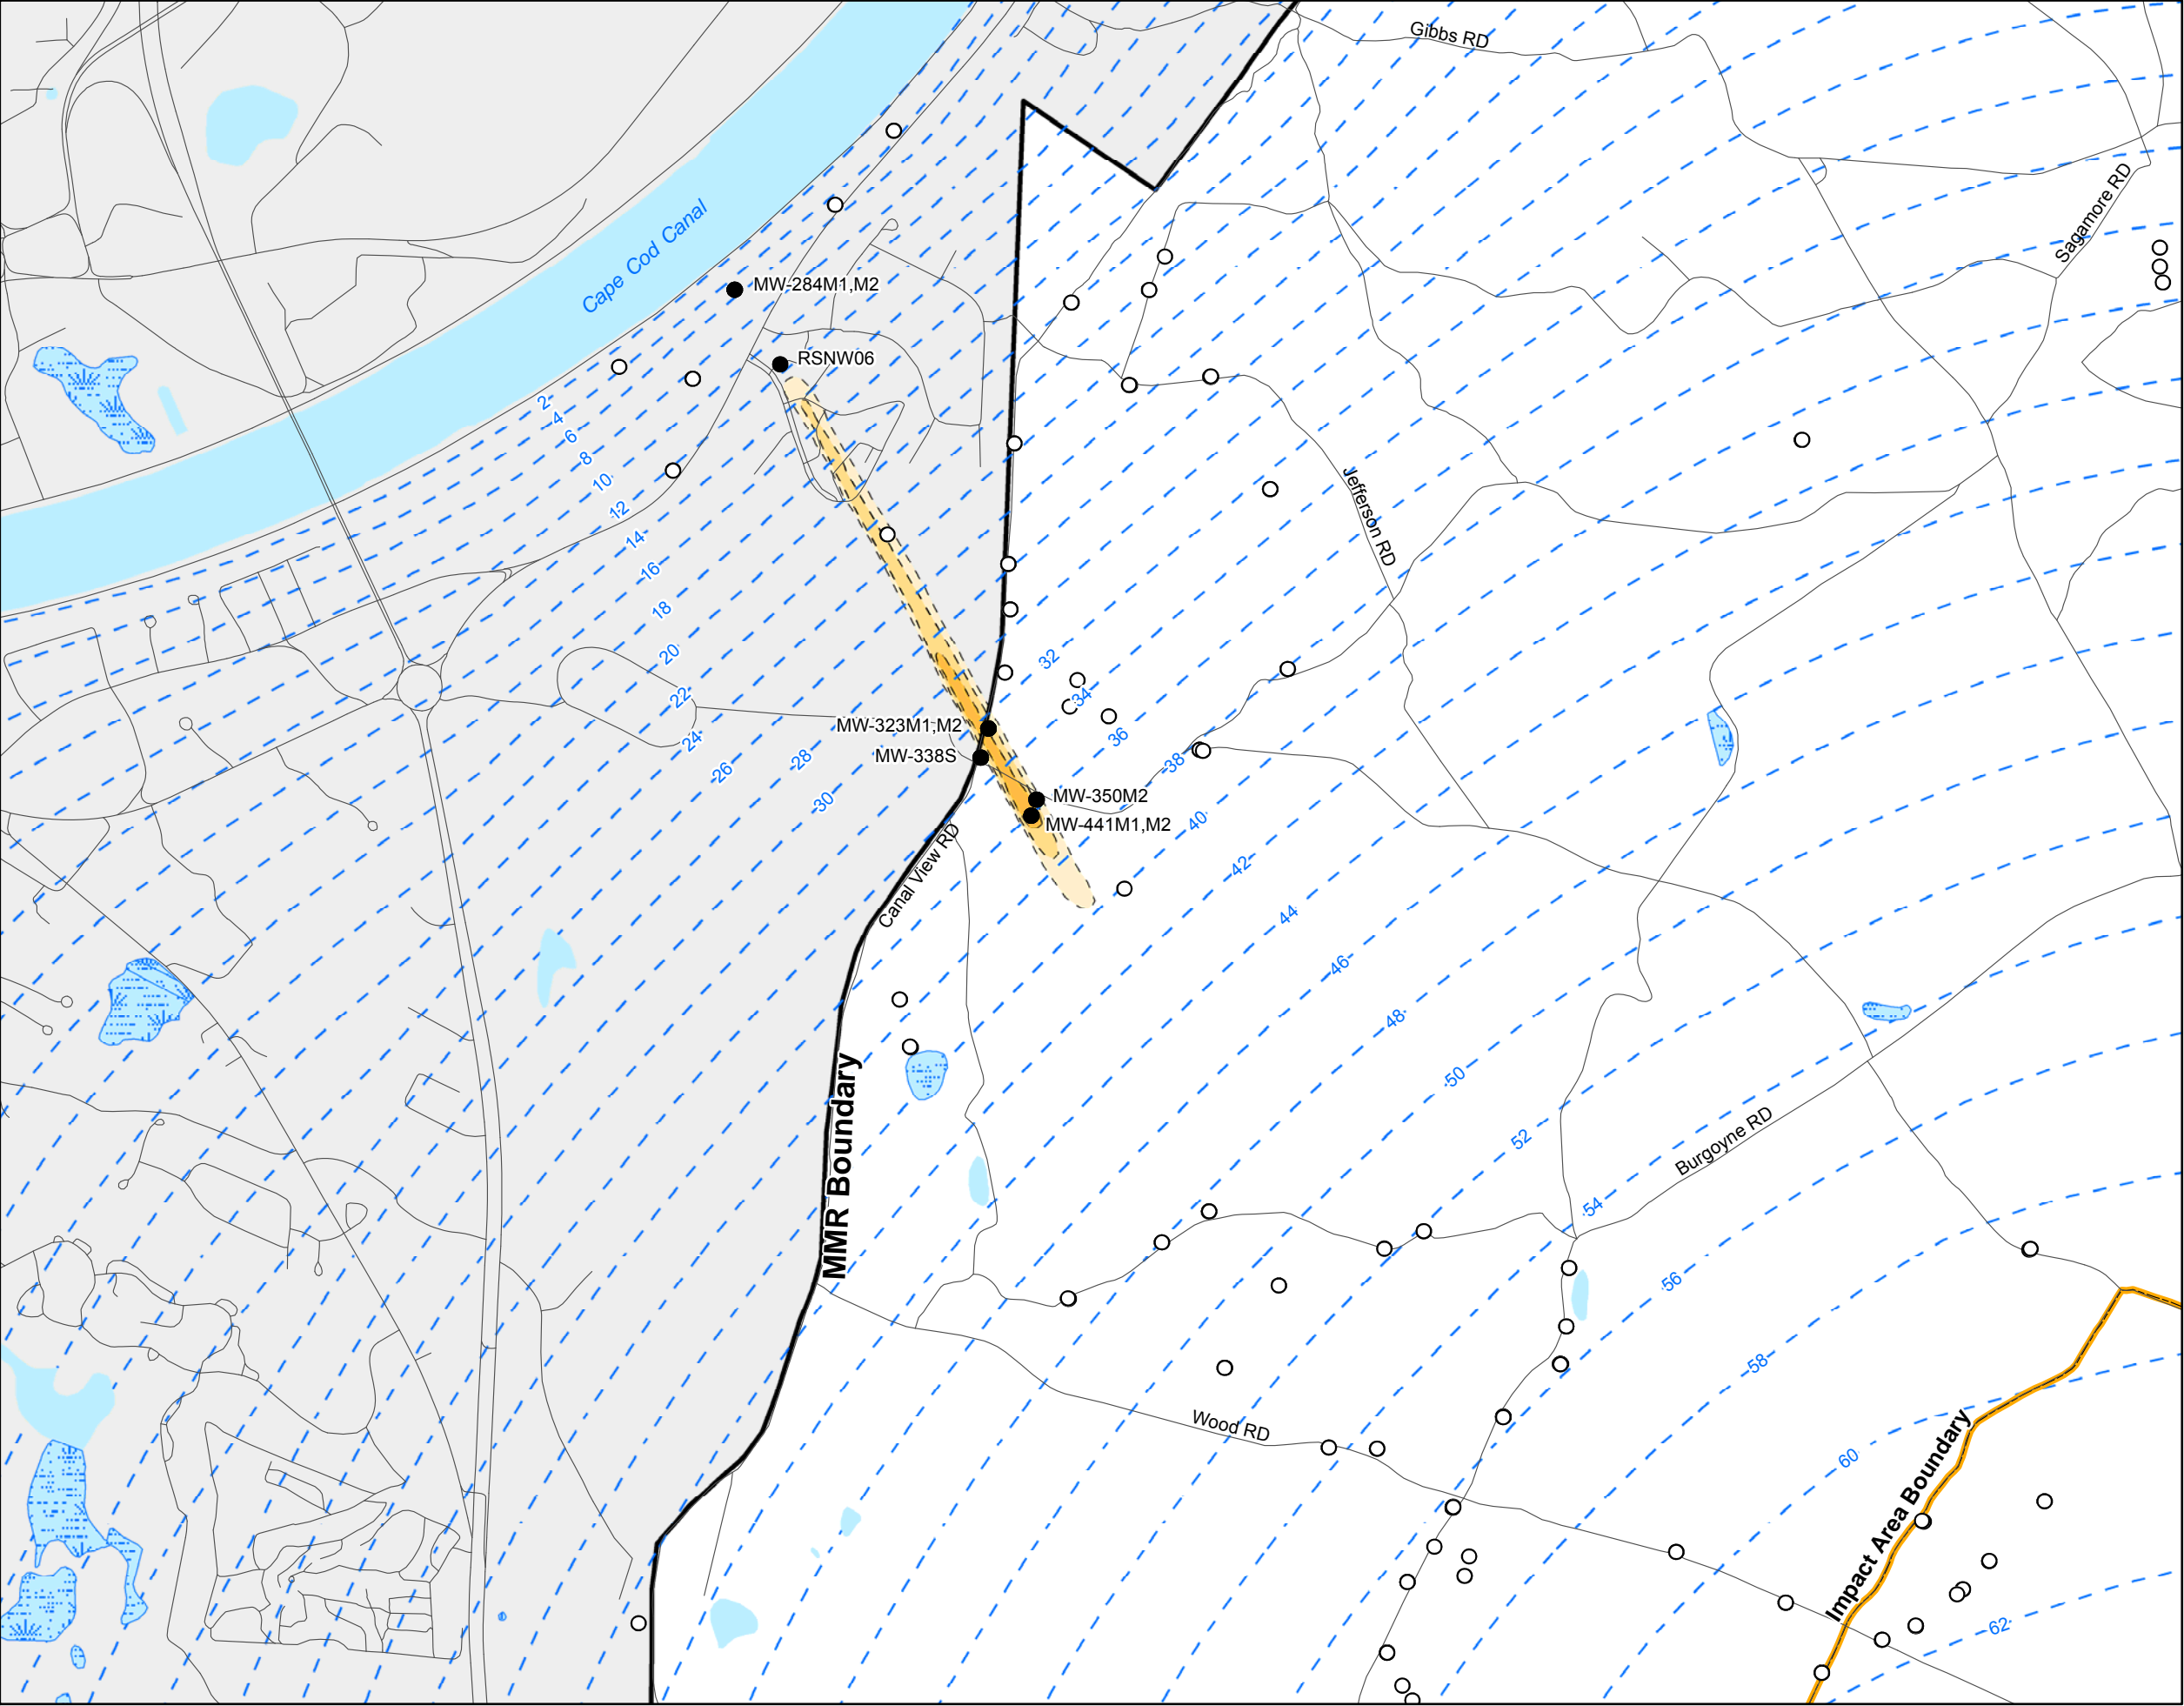 Gibbs RD
Sagamore RD
Cape Cod Canal
MW-284M1,M2
RSNW06
2
4
6
8
10
12
14
16
18
20
22
24
26
28
30
32
34
36
38
40
42
44
46
48
50
52
54
56
58
60
62
Jefferson RD
MW-323M1,M2
MW-338S
MW-350M2
MW-441M1,M2
Canal View RD
MMR Boundary
Burgoyne RD
Wood RD
Impact Area Boundary